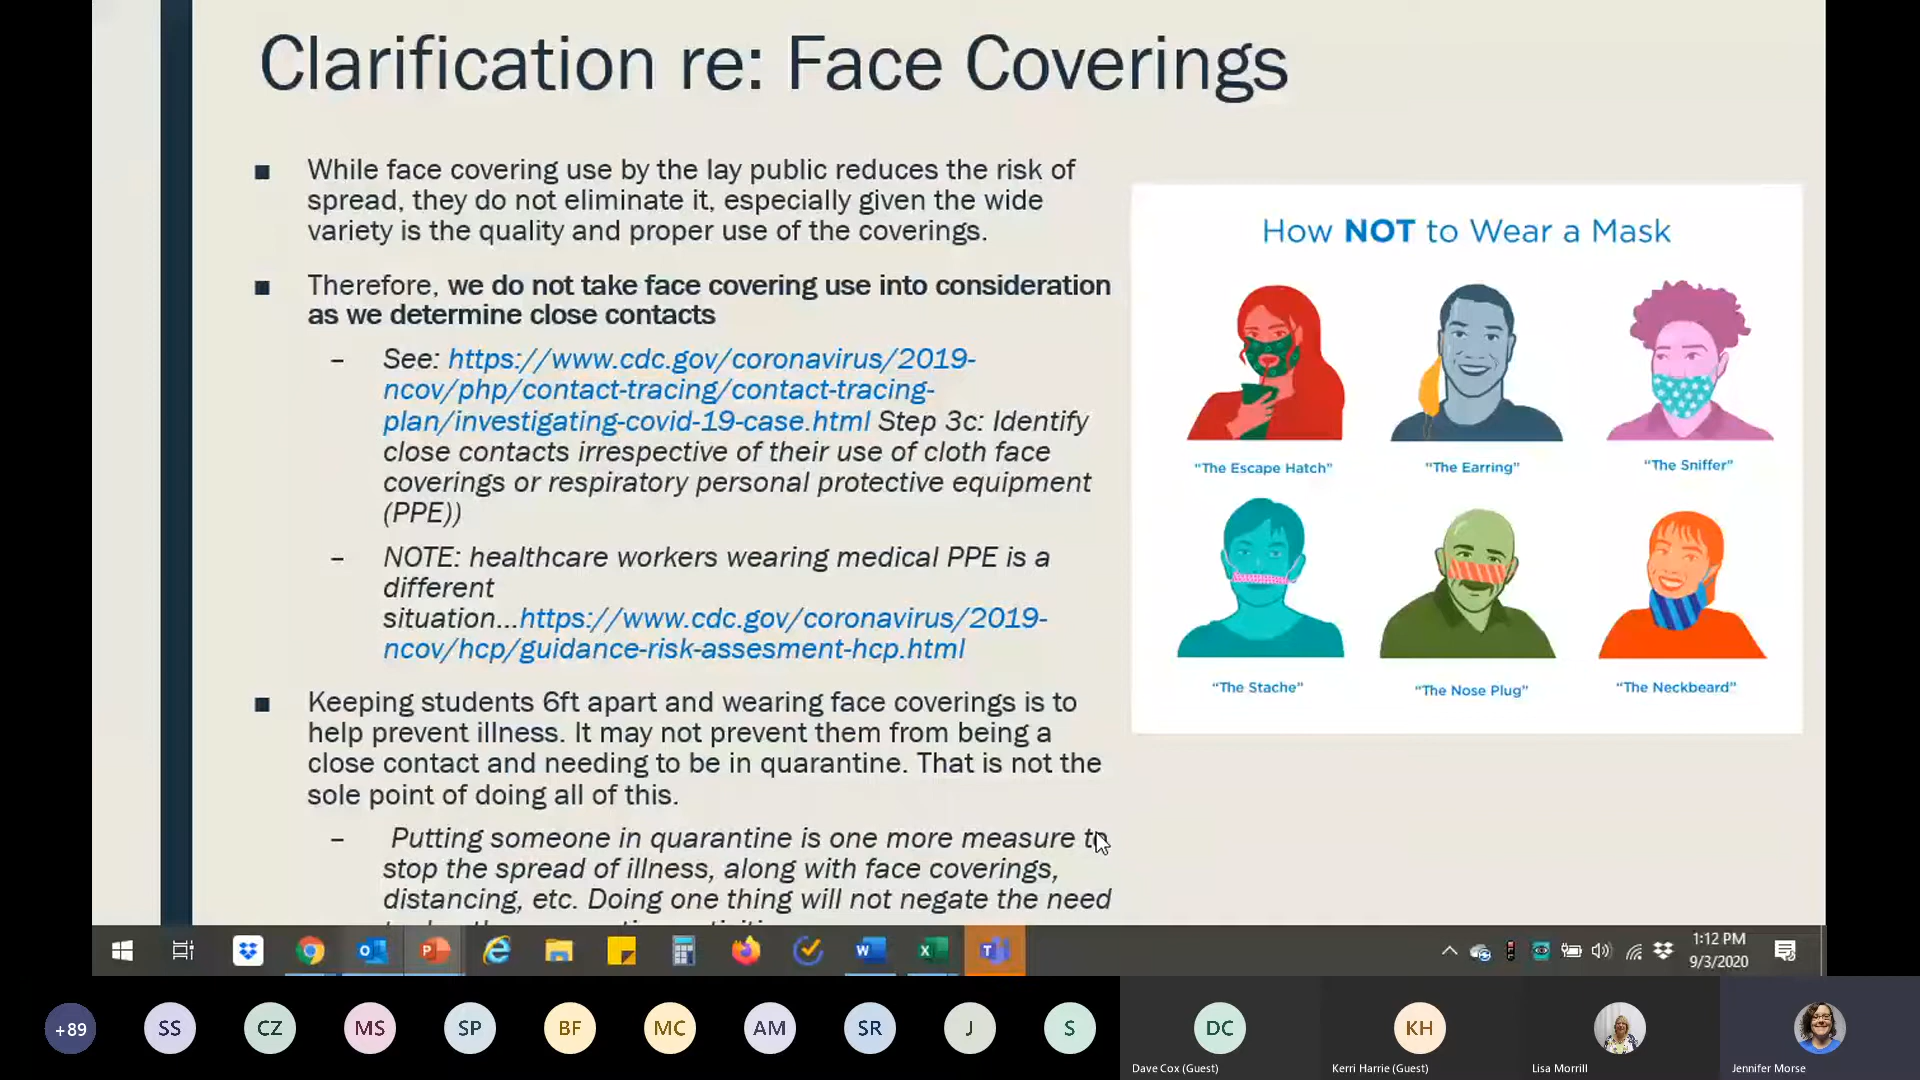 Clarification re: Face Coverings
■ While face covering use by the lay public reduces the risk of
spread, they do not eliminate it, especially given the wide
variety is the quality and proper use of the coverings.
■ Therefore, we do not take face covering use into consideration
as we determine close contacts
– See: https://www.cdc.gov/coronavirus/2019-
ncov/php/contact-tracing/contact-tracing-
plan/investigating-covid-19-case.html Step 3c: Identify
close contacts irrespective of their use of cloth face
coverings or respiratory personal protective equipment
(PPE))
– NOTE: healthcare workers wearing medical PPE is a
different
situation...https://www.cdc.gov/coronavirus/2019-
ncov/hcp/guidance-risk-assesment-hcp.html
■ Keeping students 6ft apart and wearing face coverings is to
help prevent illness. It may not prevent them from being a
close contact and needing to be in quarantine. That is not the
sole point of doing all of this.
– Putting someone in quarantine is one more measure to
stop the spread of illness, along with face coverings,
distancing, etc. Doing one thing will not negate the need
How NOT to Wear a Mask
"The Escape Hatch"
"The Earring"
"The Sniffer"
"The Stache"
"The Nose Plug"
"The Neckbeard"
1:12 PM
9/3/2020
+89
SS
CZ
MS
SP
BF
MC
AM
SR
J
S
DC
KH
Dave Cox (Guest)
Kerri Harrie (Guest)
Lisa Morrill
Jennifer Morse